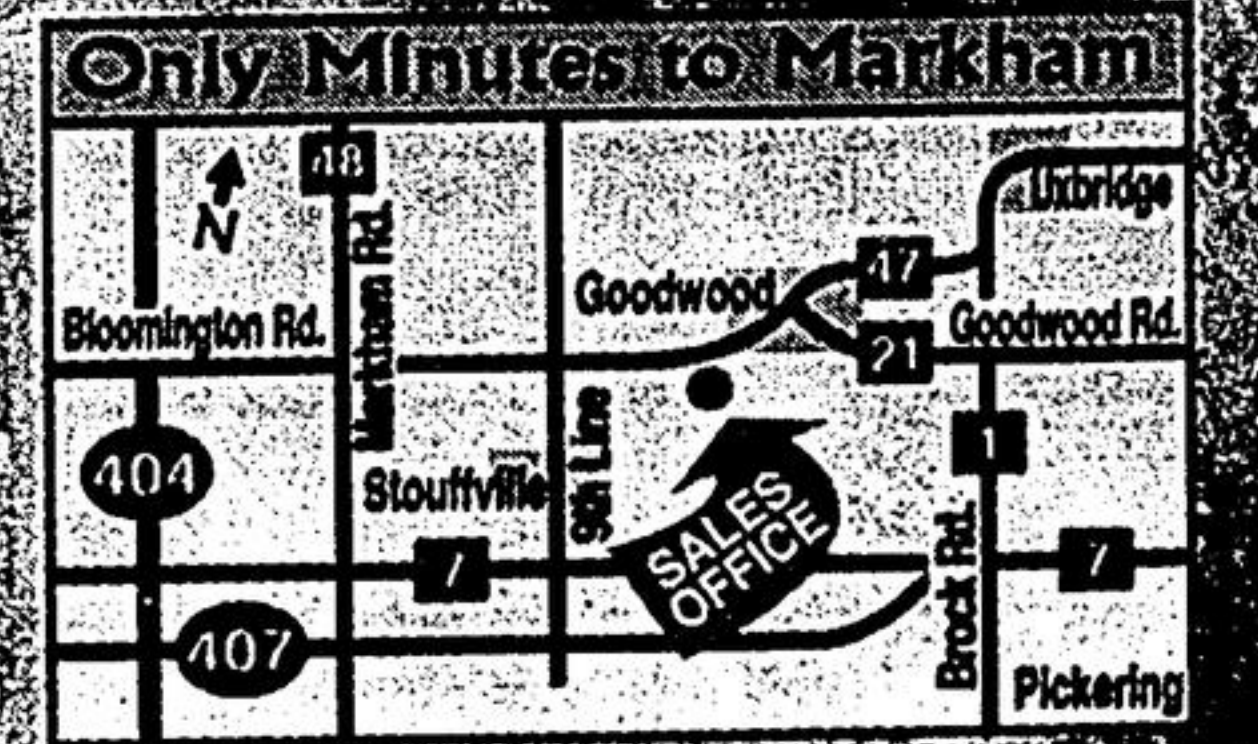 Only Minutes to Markham
48
N
Markham Rd.
Uxbridge
47
Goodwood
Bloomington Rd.
Goodwood Rd.
21
404
9th Line
1
Stouffville
SALES
OFFICE
7
7
Brock Rd.
407
Pickering